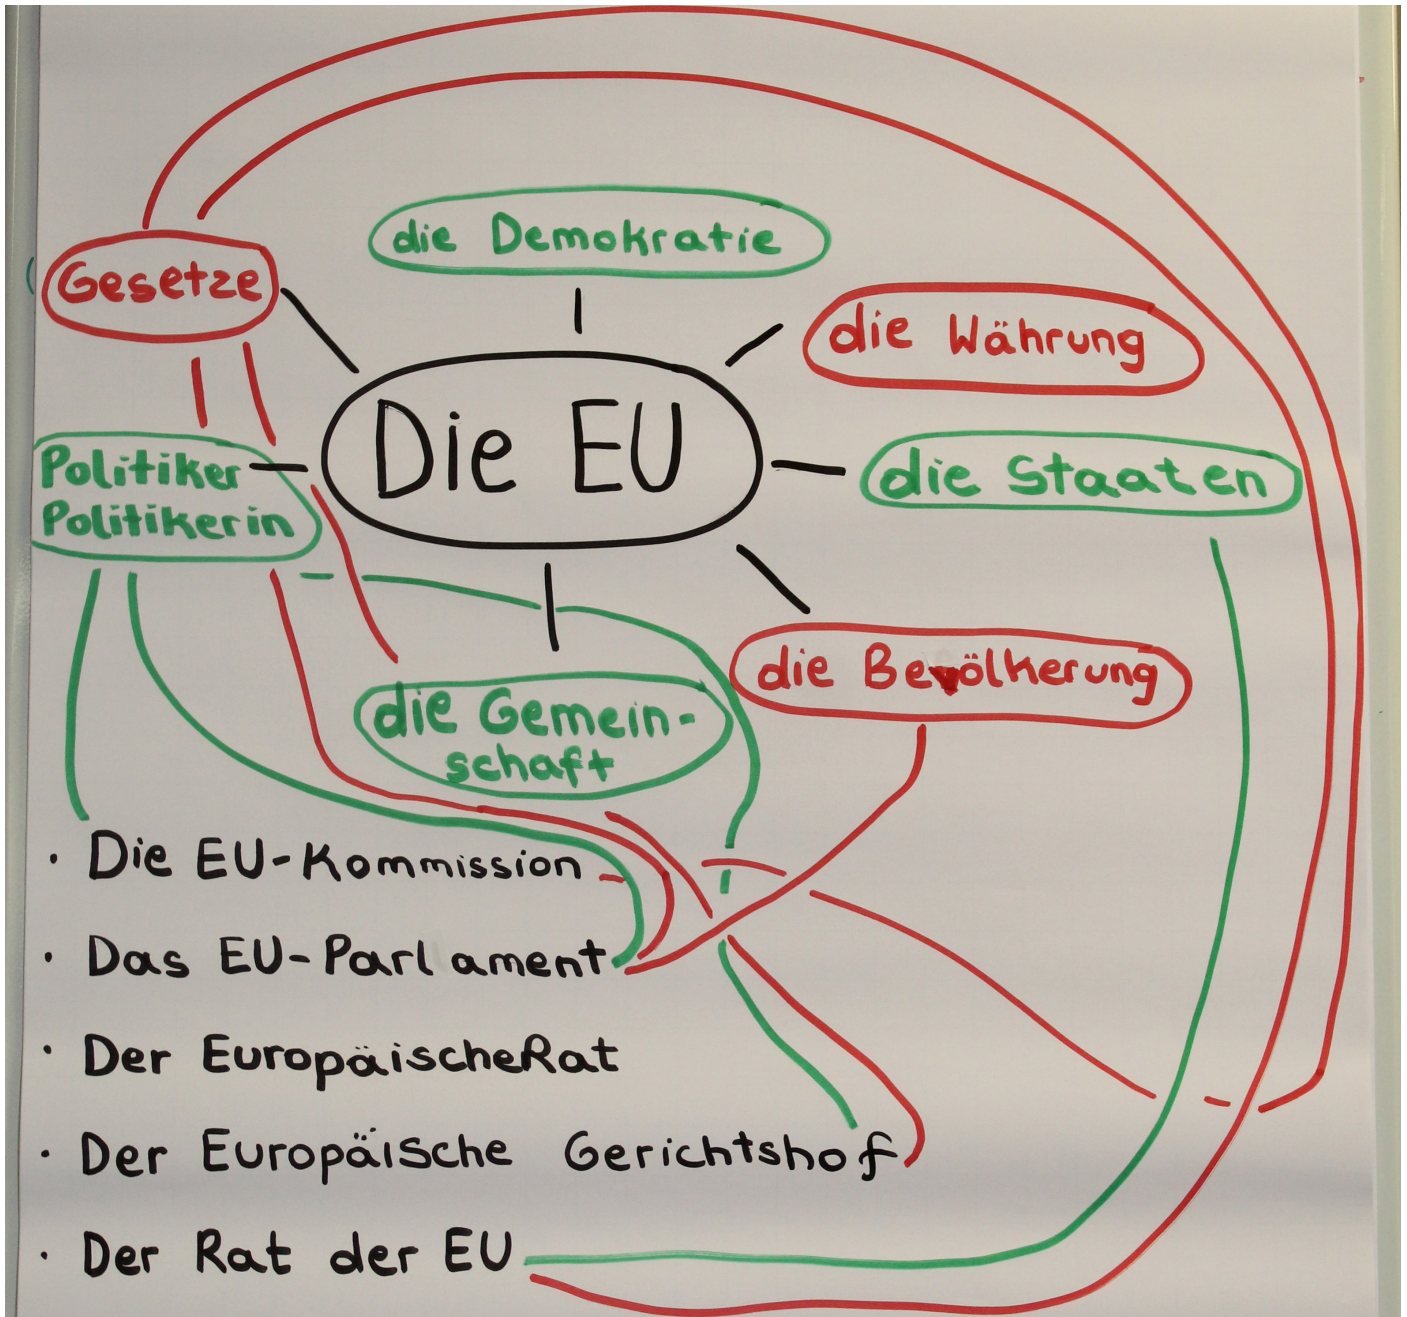 die Demokratie
Gesetze
die Währung
Die EU
Politiker
Politikerin
die Staaten
die Bevölkerung
die Gemein-
schaft
· Die EU-Kommission
· Das EU-Parlament
· Der EuropäischeRat
· Der Europäische Gerichtshof
· Der Rat der EU